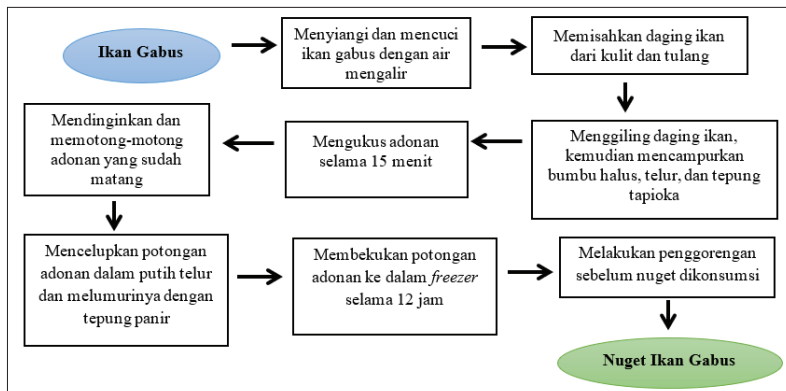 Ikan Gabus
Menyiangi dan mencuci
ikan gabus dengan air
mengalir
Memisahkan daging ikan
dari kulit dan tulang
Menggiling daging ikan,
kemudian mencampurkan
bumbu halus, telur, dan tepung
tapioka
Mengukus adonan
selama 15 menit
Mendinginkan dan
memotong-motong
adonan yang sudah
matang
Mencelupkan potongan
adonan dalam putih telur
dan melumurinya dengan
tepung panir
Membekukan potongan
adonan ke dalam freezer
selama 12 jam
Melakukan penggorengan
sebelum nuget dikonsumsi
Nuget Ikan Gabus